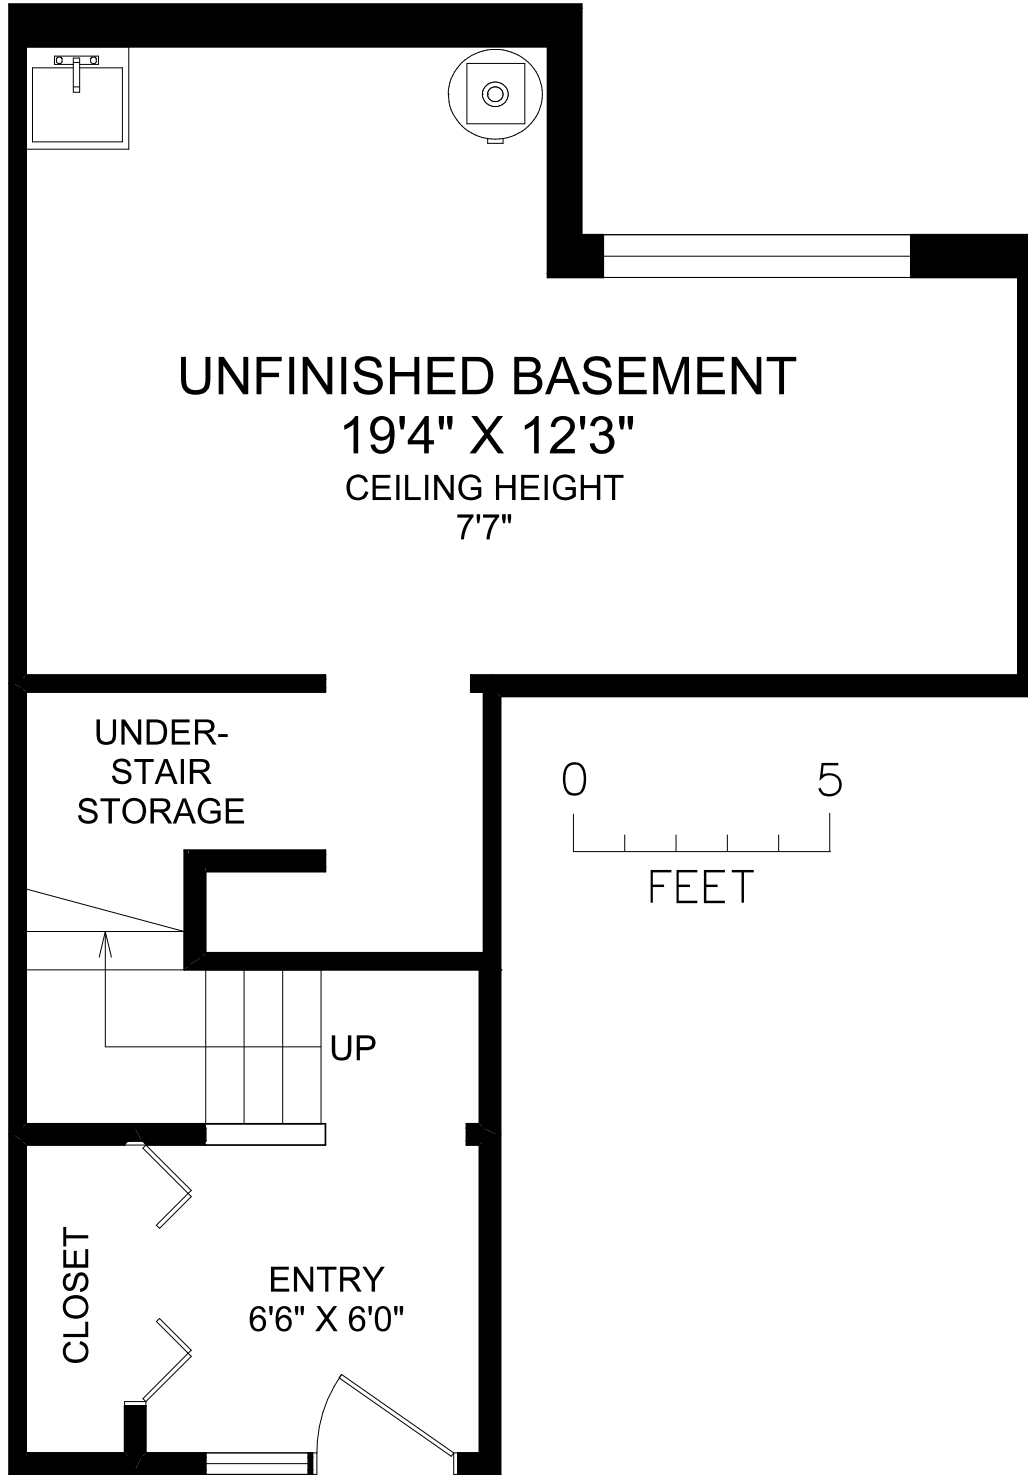 UNFINISHED BASEMENT
19'4" X 12'3"
CEILING HEIGHT
7'7"
UNDER-
STAIR
STORAGE
0 5
FEET
UP
CLOSET
ENTRY
6'6" X 6'0"